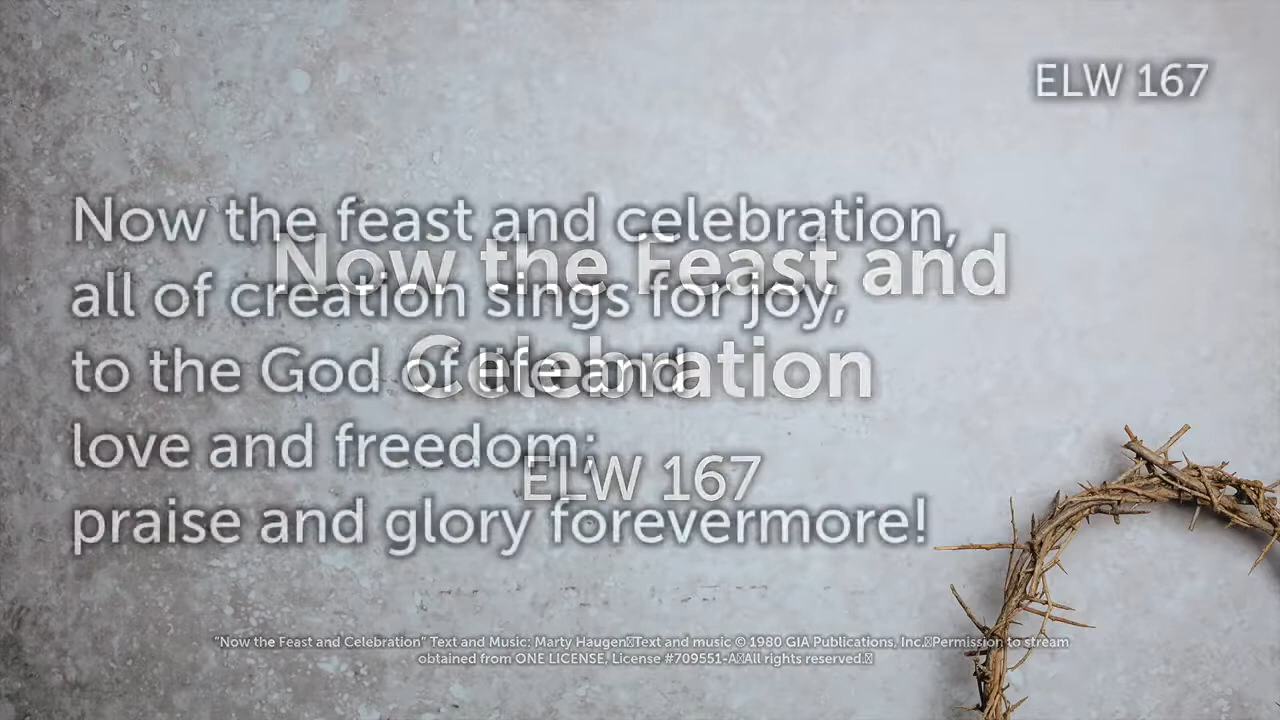 ELW 167
Now the feast and celebration,
Now the Feast and
all of creation sings for joy,
Celebration
to the God of life and
love and freedom;
ELW 167
praise and glory forevermore!
“Now the Feast and Celebration” Text and Music: Marty Haugen Text and music © 1980 GIA Publications, Inc. Permission to stream
obtained from ONE LICENSE, License #709551-A All rights reserved.